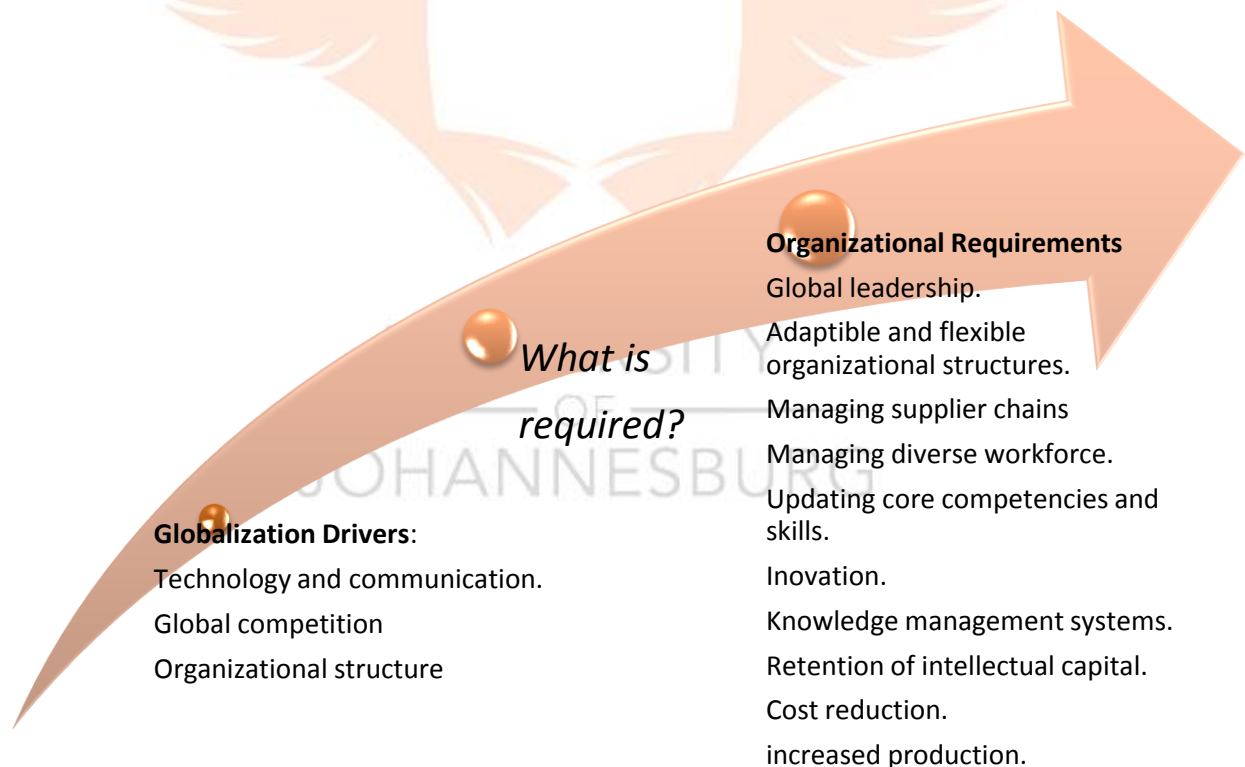 Globalization Drivers:
Technology and communication.
Global competition
Organizational structure
What is
required?
Organizational Requirements
Global leadership.
Adaptible and flexible
organizational structures.
Managing supplier chains
Managing diverse workforce.
Updating core competencies and
skills.
Inovation.
Knowledge management systems.
Retention of intellectual capital.
Cost reduction.
increased production.
OF
JOHANNESBURG